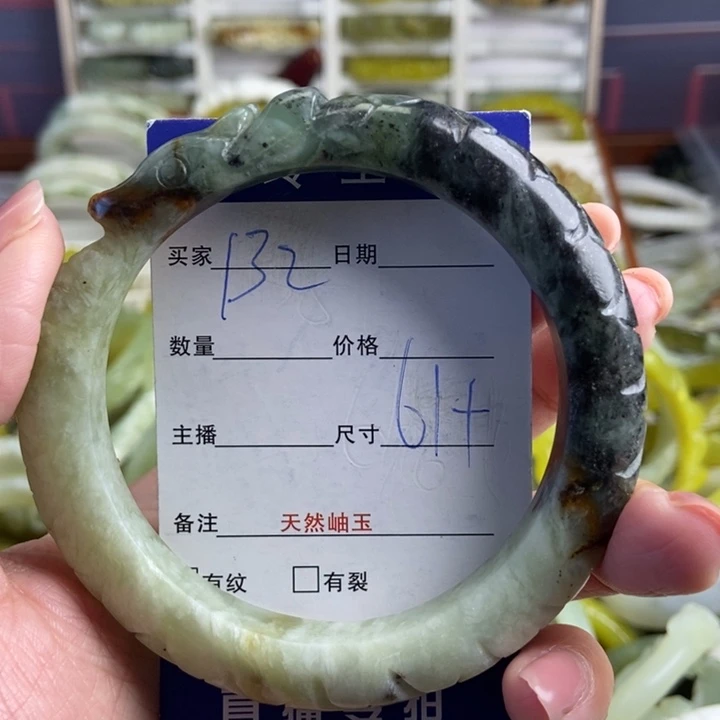 买家 132 日期
数量 价格
主播 尺寸 61+
备注 天然岫玉
有纹 □有裂